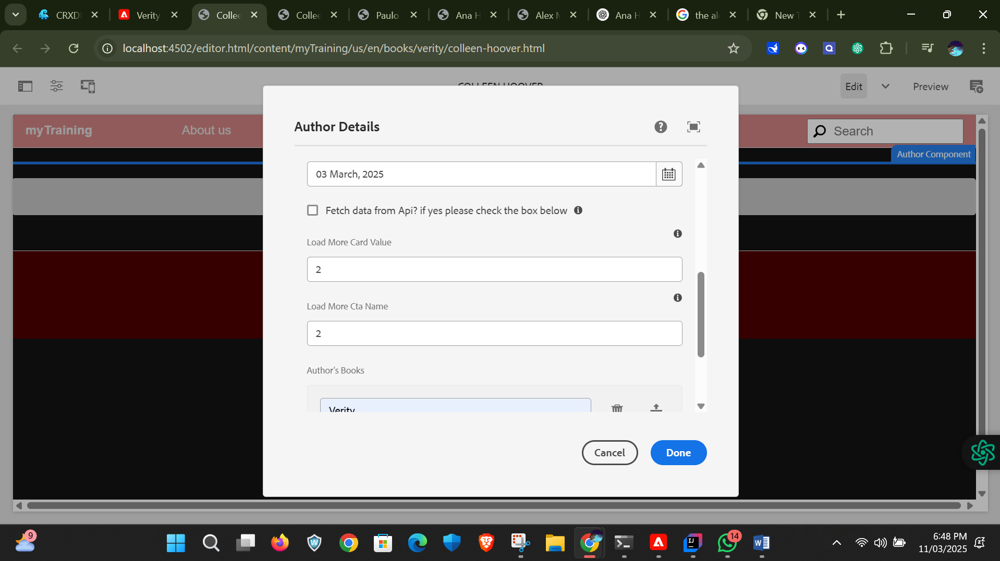 CRXD
Verity
Collee
Collee
Paulo
Ana H
Alex M
Ana H
the al
New T
localhost:4502/editor.html/content/myTraining/us/en/books/verity/colleen-hoover.html
COLLEEN HOOVER
Edit
Preview
myTraining
About us
Search
Author Component
Author Details
03 March, 2025
Fetch data from Api? if yes please check the box below
Load More Card Value
2
Load More Cta Name
2
Author's Books
Verity
Cancel
Done
9
14
6:48 PM
11/03/2025